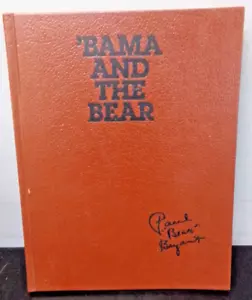 'BAMA
AND
THE
BEAR
Paul
"Bear"
Bryant